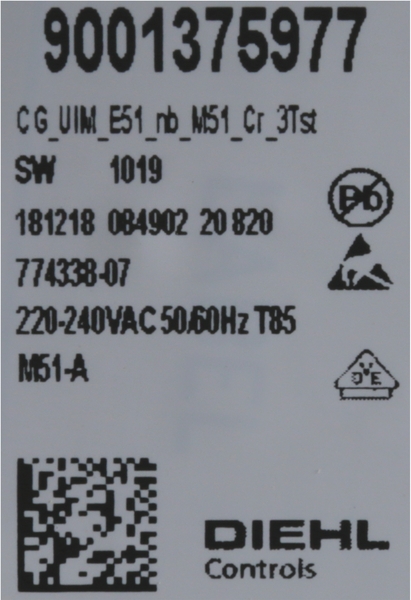 9001375977
CG_UIM_E51_nb_M51_Cr_3Tst
SW 1019
Pb
181218 084902 20 820
774338-07
220-240VAC 50/60Hz T85
M51-A
DIEHL
Controls